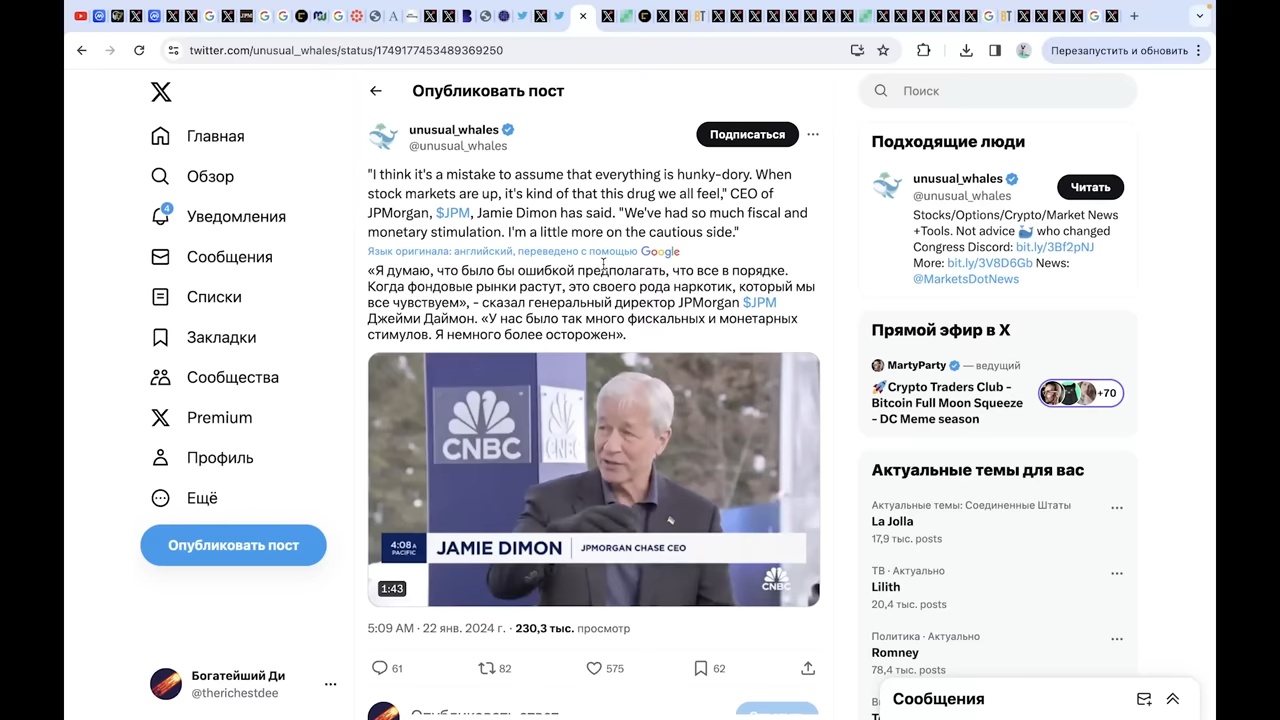 twitter.com/unusual_whales/status/1749177453489369250
Перезапустить и обновить
Главная
Обзор
4
Уведомления
Сообщения
Списки
Закладки
Сообщества
Premium
Профиль
Ещё
Опубликовать пост
Богатейший Ди
@therichestdee
Опубликовать пост
unusual_whales
@unusual_whales
Подписаться
"I think it's a mistake to assume that everything is hunky-dory. When
stock markets are up, it's kind of that this drug we all feel," CEO of
JPMorgan, $JPM, Jamie Dimon has said. "We've had so much fiscal and
monetary stimulation. I'm a little more on the cautious side."
Язык оригинала: английский, переведено с помощью Google
«Я думаю, что было бы ошибкой предполагать, что все в порядке.
Когда фондовые рынки растут, это своего рода наркотик, который мы
все чувствуем», - сказал генеральный директор JPMorgan $JPM
Джейми Даймон. «У нас было так много фискальных и монетарных
стимулов. Я немного более осторожен».
CNBC
CNBC
4:08 A
PACIFIC
JAMIE DIMON
JPMORGAN CHASE CEO
1:43
CNBC
5:09 AM · 22 янв. 2024 г. · 230,3 тыс. просмотр
61
82
575
62
Опубликовать ответ
Поиск
Подходящие люди
unusual_whales
@unusual_whales
Читать
Stocks/Options/Crypto/Market News
+Tools. Not advice who changed
Congress Discord: bit.ly/3Bf2pNJ
More: bit.ly/3V8D6Gb News:
@MarketsDotNews
Прямой эфир в X
MartyParty — ведущий
Crypto Traders Club –
Bitcoin Full Moon Squeeze
– DC Meme season
+70
Актуальные темы для вас
Актуальные темы: Соединенные Штаты
La Jolla
17,9 тыс. posts
ТВ · Актуально
Lilith
20,4 тыс. posts
Политика · Актуально
Romney
78,4 тыс. posts
Сообщения